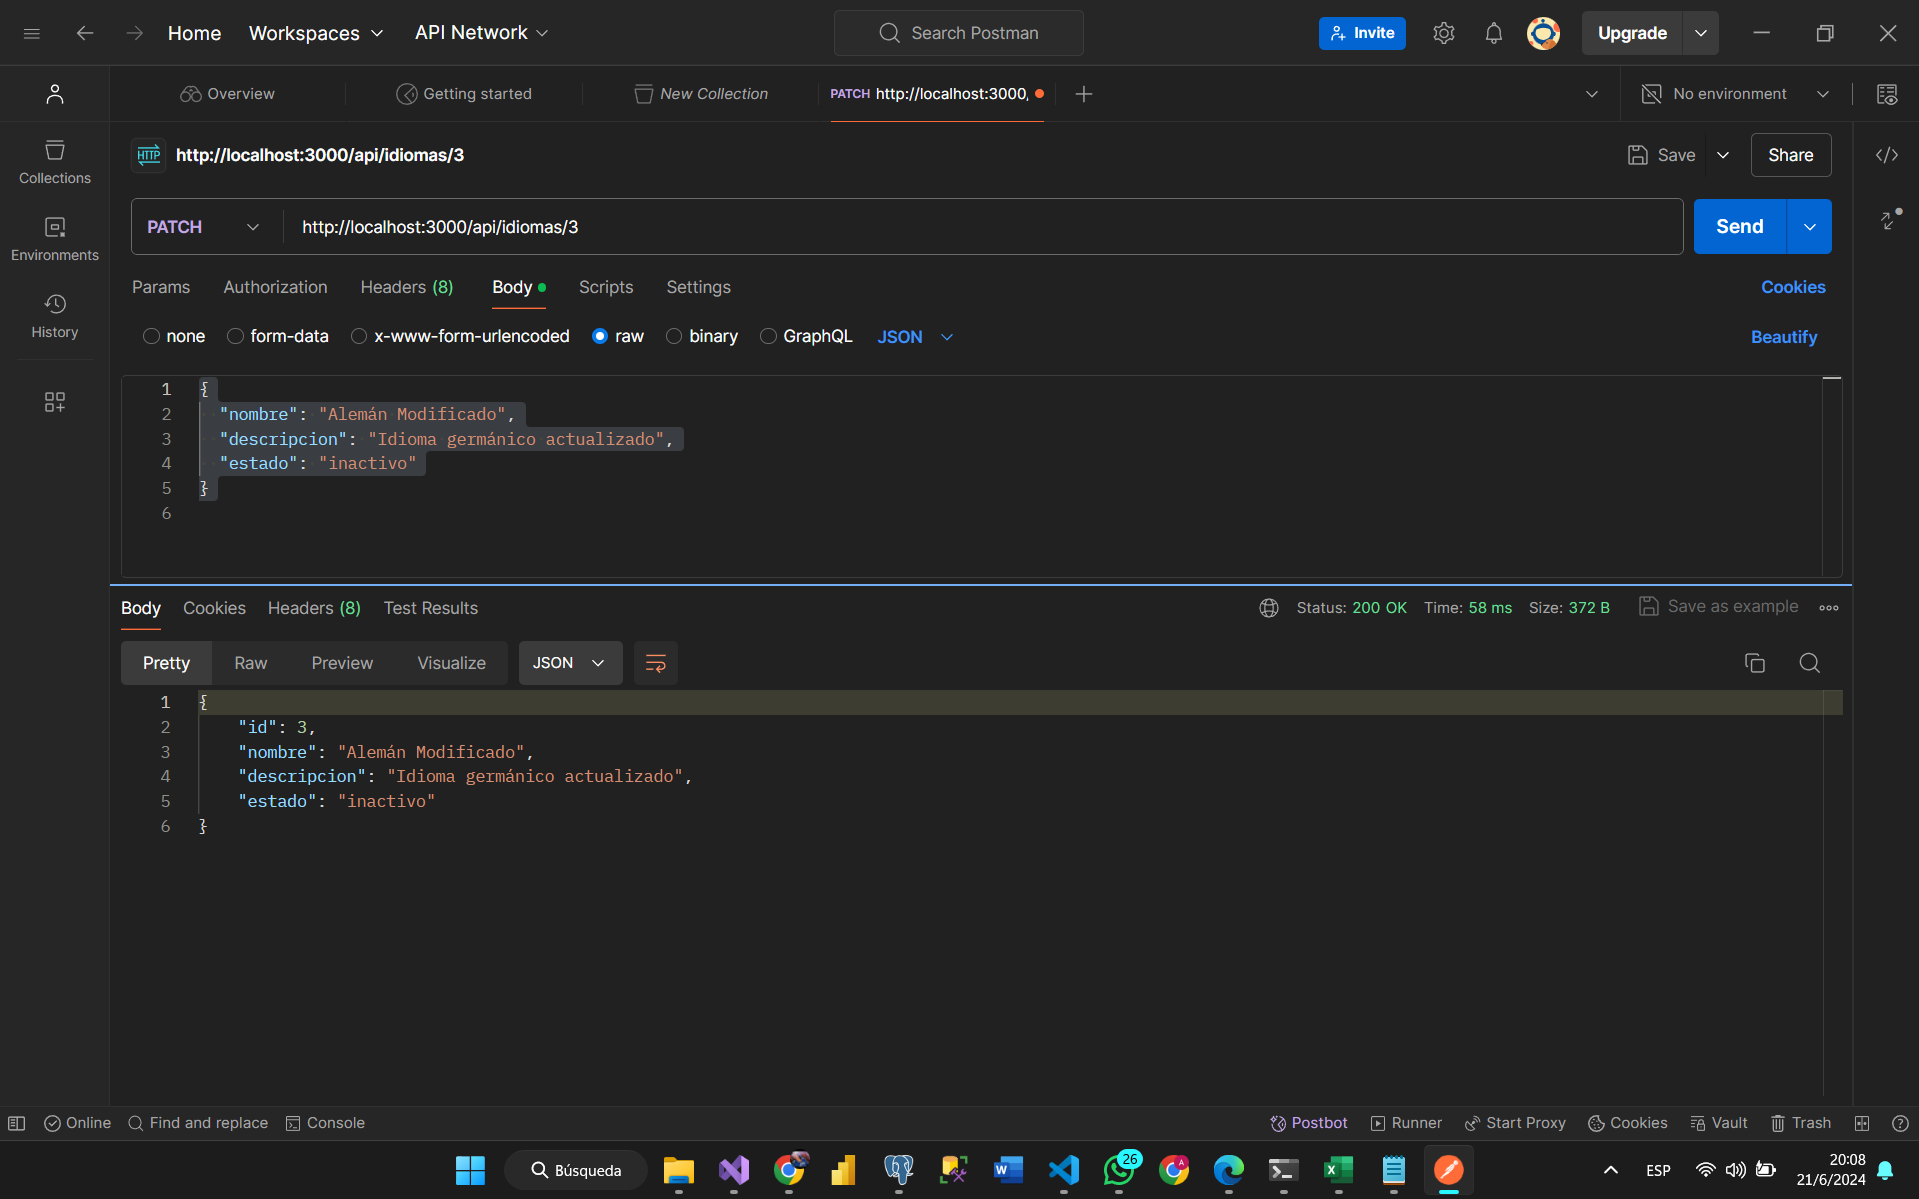 Home Workspaces API Network Search Postman Invite Upgrade
Overview Getting started New Collection PATCH http://localhost:3000, No environment
HTTP http://localhost:3000/api/idiomas/3 Save Share
Collections
PATCH http://localhost:3000/api/idiomas/3 Send
Environments
Params Authorization Headers (8) Body Scripts Settings Cookies
History
none form-data x-www-form-urlencoded raw binary GraphQL JSON Beautify
1 {
2 "nombre": "Alemán Modificado",
3 "descripcion": "Idioma germánico actualizado",
4 "estado": "inactivo"
5 }
6
Body Cookies Headers (8) Test Results Status: 200 OK Time: 58 ms Size: 372 B Save as example
Pretty Raw Preview Visualize JSON
1 {
2 "id": 3,
3 "nombre": "Alemán Modificado",
4 "descripcion": "Idioma germánico actualizado",
5 "estado": "inactivo"
6 }
Online Find and replace Console Postbot Runner Start Proxy Cookies Vault Trash
Búsqueda 26 ESP 20:08
21/6/2024